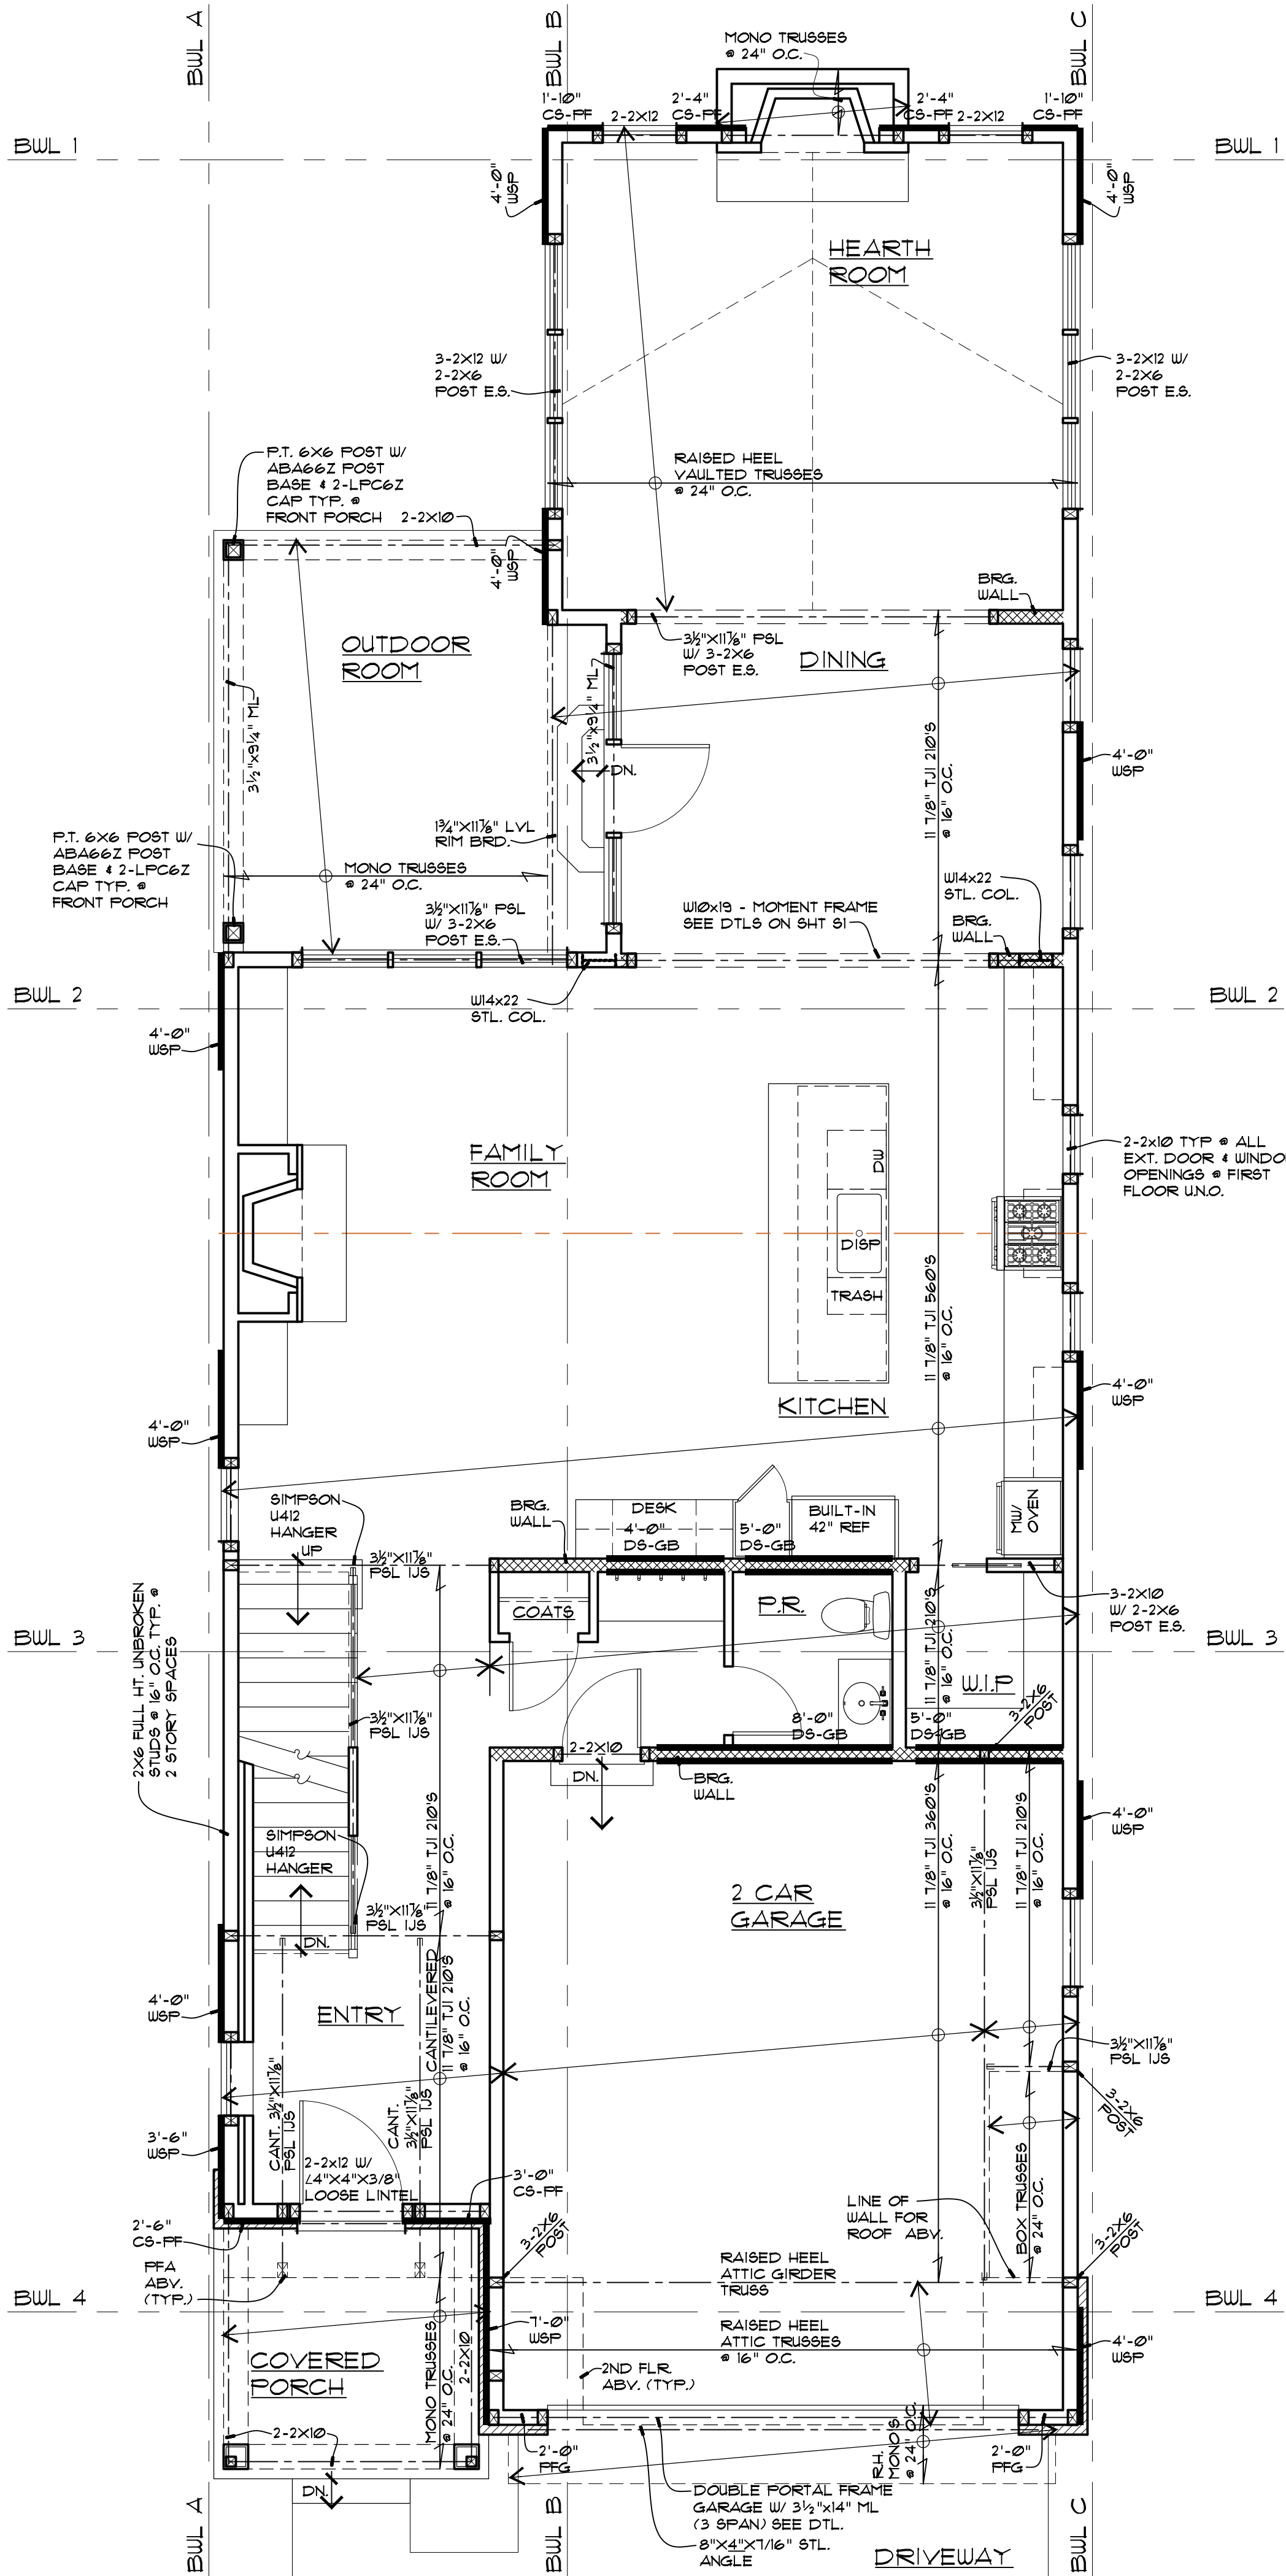 BWL A
BWL B
BWL C
MONO TRUSSES
@ 24" O.C.
1'-10"
CS-PF
2-2X12
2'-4"
CS-PF
2'-4"
CS-PF
2-2X12
1'-10"
CS-PF
BWL 1
BWL 1
4'-0"
WSP
4'-0"
WSP
HEARTH
ROOM
3-2X12 W/
2-2X6
POST E.S.
3-2X12 W/
2-2X6
POST E.S.
P.T. 6X6 POST W/
ABA66Z POST
BASE & 2-LPC6Z
CAP TYP. @
FRONT PORCH
2-2X10
RAISED HEEL
VAULTED TRUSSES
@ 24" O.C.
4'-0"
WSP
BRG.
WALL
OUTDOOR
ROOM
3½"X11⅞" PSL
W/ 3-2X6
POST E.S.
DINING
3½"x9¼" ML
3½"x9¼" ML
DN.
11 7/8" TJI 210'S
@ 16" O.C.
4'-0"
WSP
P.T. 6X6 POST W/
ABA66Z POST
BASE & 2-LPC6Z
CAP TYP. @
FRONT PORCH
1¾"X11⅞" LVL
RIM BRD.
MONO TRUSSES
@ 24" O.C.
3½"X11⅞" PSL
W/ 3-2X6
POST E.S.
W10x19 - MOMENT FRAME
SEE DTLS ON SHT S1
W14x22
STL. COL.
BRG.
WALL
BWL 2
BWL 2
W14x22
STL. COL.
4'-0"
WSP
FAMILY
ROOM
DW
DISP
TRASH
2-2x10 TYP @ ALL
EXT. DOOR & WINDO
OPENINGS @ FIRST
FLOOR U.N.O.
11 7/8" TJI 560'S
@ 16" O.C.
KITCHEN
4'-0"
WSP
4'-0"
WSP
SIMPSON
U412
HANGER
UP
BRG.
WALL
DESK
4'-0"
DS-GB
5'-0"
DS-GB
BUILT-IN
42" REF
MW/
OVEN
3½"X11⅞"
PSL IJS
3-2X10
W/ 2-2X6
POST E.S.
2X6 FULL HT. UNBROKEN
STUDS @ 16" O.C. TYP. @
2 STORY SPACES
COATS
P.R.
11 7/8" TJI 210'S
@ 16" O.C.
BWL 3
BWL 3
W.I.P
3-2X6
POST
3½"X11⅞"
PSL IJS
8'-0"
DS-GB
5'-0"
DS-GB
2-2X10
DN.
BRG.
WALL
11 7/8" TJI 210'S
@ 16" O.C.
SIMPSON
U412
HANGER
4'-0"
WSP
2 CAR
GARAGE
11 7/8" TJI 360'S
@ 16" O.C.
3½"X11⅞"
PSL IJS
11 7/8" TJI 210'S
@ 16" O.C.
3½"X11⅞"
PSL IJS
DN.
4'-0"
WSP
ENTRY
CANTILEVERED
11 7/8" TJI 210'S
@ 16" O.C.
3½"X11⅞"
PSL IJS
3-2X6
POST
CANT. 3½"X11⅞"
PSL IJS
CANT.
3½"X11⅞"
PSL IJS
3'-6"
WSP
2-2x12 W/
L4"X4"X3/8"
LOOSE LINTEL
3'-0"
CS-PF
BOX TRUSSES
@ 24" O.C.
2'-6"
CS-PF
3-2X6
POST
LINE OF
WALL FOR
ROOF ABV.
3-2X6
POST
PFA
ABV.
(TYP.)
RAISED HEEL
ATTIC GIRDER
TRUSS
BWL 4
BWL 4
7'-0"
WSP
RAISED HEEL
ATTIC TRUSSES
@ 16" O.C.
4'-0"
WSP
COVERED
PORCH
MONO TRUSSES
@ 24" O.C.
2-2X10
2ND FLR.
ABV. (TYP.)
2-2X10
2'-0"
PFG
R.H.
MONO'S
@ 24" O.C.
2'-0"
PFG
DN.
DOUBLE PORTAL FRAME
GARAGE W/ 3½"x14" ML
(3 SPAN) SEE DTL.
8"X4"X7/16" STL.
ANGLE
BWL A
BWL B
DRIVEWAY
BWL C